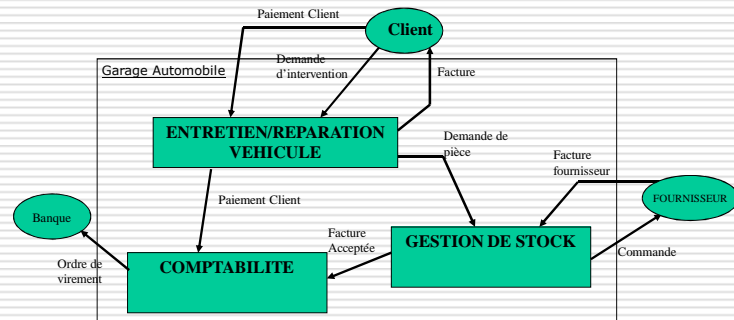 Paiement Client
Client
Demande
d'intervention
Garage Automobile
Facture
ENTRETIEN/REPARATION
VEHICULE
Demande de
pièce
Facture
fournisseur
Paiement Client
FOURNISSEUR
Banque
Facture
Acceptée
GESTION DE STOCK
Commande
Ordre de
virement
COMPTABILITE